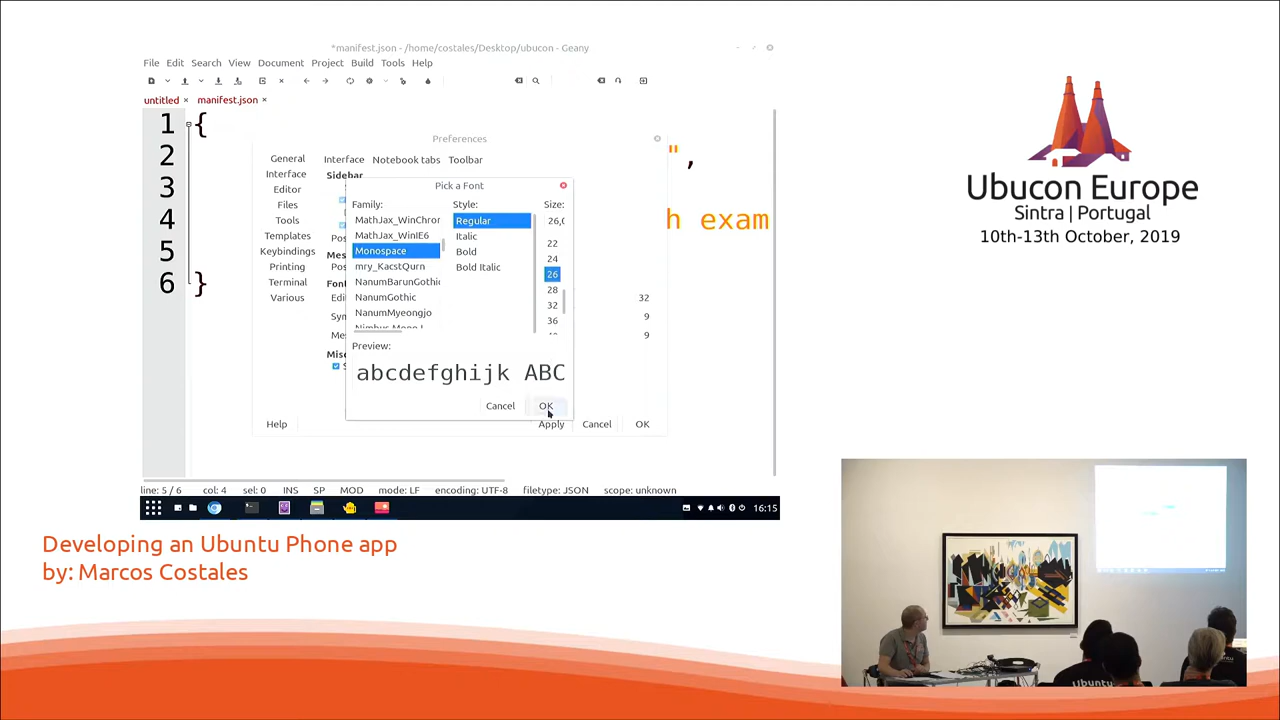 *manifest.json - /home/costales/Desktop/ubucon - Geany
File Edit Search View Document Project Build Tools Help
untitled manifest.json
1 {
2 ",
3
4 h exam
5
6 }
Preferences
General Interface Notebook tabs Toolbar
Interface Sidebar
Editor
Files
Tools
Templates
Keybindings
Printing
Terminal
Various
32
9
9
Pick a Font
Family: Style: Size:
MathJax_WinChror Regular 26,0
MathJax_WinIE6 Italic 22
Monospace Bold 24
mry_KacstQurn Bold Italic 26
NanumBarunGothic 28
NanumGothic 32
NanumMyeongjo 36
Preview:
abcdefghijk ABC
Cancel OK
Help Apply Cancel OK
line: 5 / 6 col: 4 sel: 0 INS SP MOD mode: LF encoding: UTF-8 filetype: JSON scope: unknown
16:15
Developing an Ubuntu Phone app
by: Marcos Costales
Ubucon Europe
Sintra | Portugal
10th-13th October, 2019
ubuntu